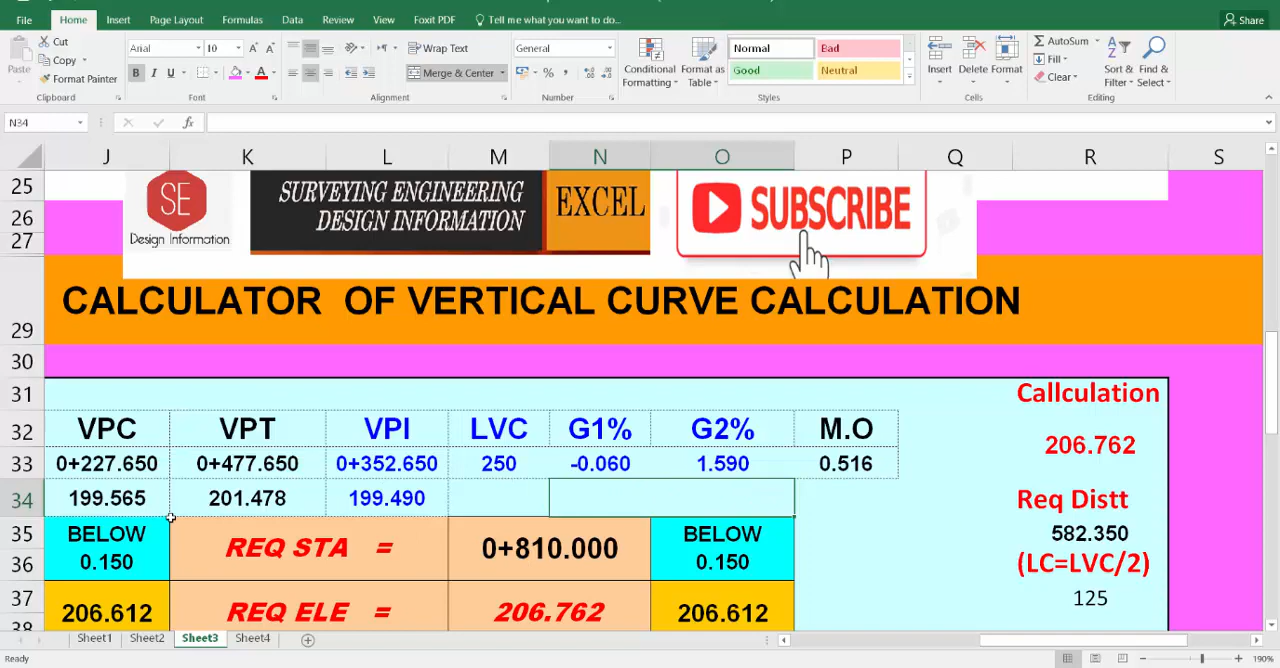 File Home Insert Page Layout Formulas Data Review View Foxit PDF Tell me what you want to do... Share
Paste Cut Copy Format Painter
Clipboard
Arial 10
B I U
Font
Wrap Text
Merge & Center
Alignment
General
%
Number
Conditional Formatting Format as Table
Normal Bad
Good Neutral
Styles
Insert Delete Format
Cells
AutoSum
Fill
Clear
Sort & Filter Find & Select
Editing
N34 fx
J K L M N O P Q R S
25
26
27
SE
Design Information
SURVEYING ENGINEERING
DESIGN INFORMATION
EXCEL
SUBSCRIBE
29 CALCULATOR OF VERTICAL CURVE CALCULATION
30
31 Callculation
32 VPC VPT VPI LVC G1% G2% M.O 206.762
33 0+227.650 0+477.650 0+352.650 250 -0.060 1.590 0.516
34 199.565 201.478 199.490 Req Distt
35 BELOW REQ STA = 0+810.000 BELOW 582.350
36 0.150 0.150 (LC=LVC/2)
37 206.612 REQ ELE = 206.762 206.612 125
38
Sheet1 Sheet2 Sheet3 Sheet4
Ready 190%